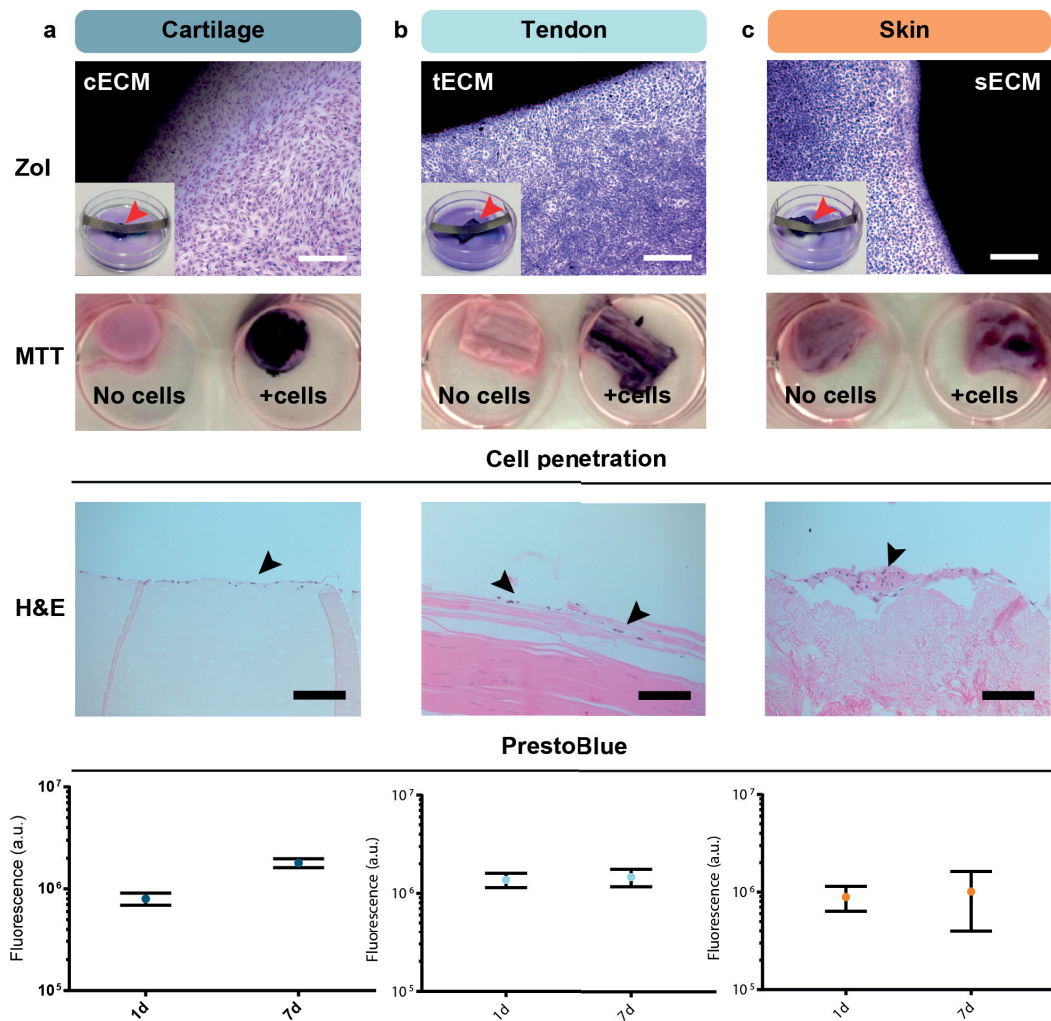 a Cartilage b Tendon c Skin
cECM tECM sECM
ZoI
MTT
No cells +cells No cells +cells No cells +cells
Cell penetration
H&E
PrestoBlue
Fluorescence (a.u.)
10⁷
10⁶
10⁵
1d 7d
Fluorescence (a.u.)
10⁷
10⁶
10⁵
1d 7d
Fluorescence (a.u.)
10⁷
10⁶
10⁵
1d 7d